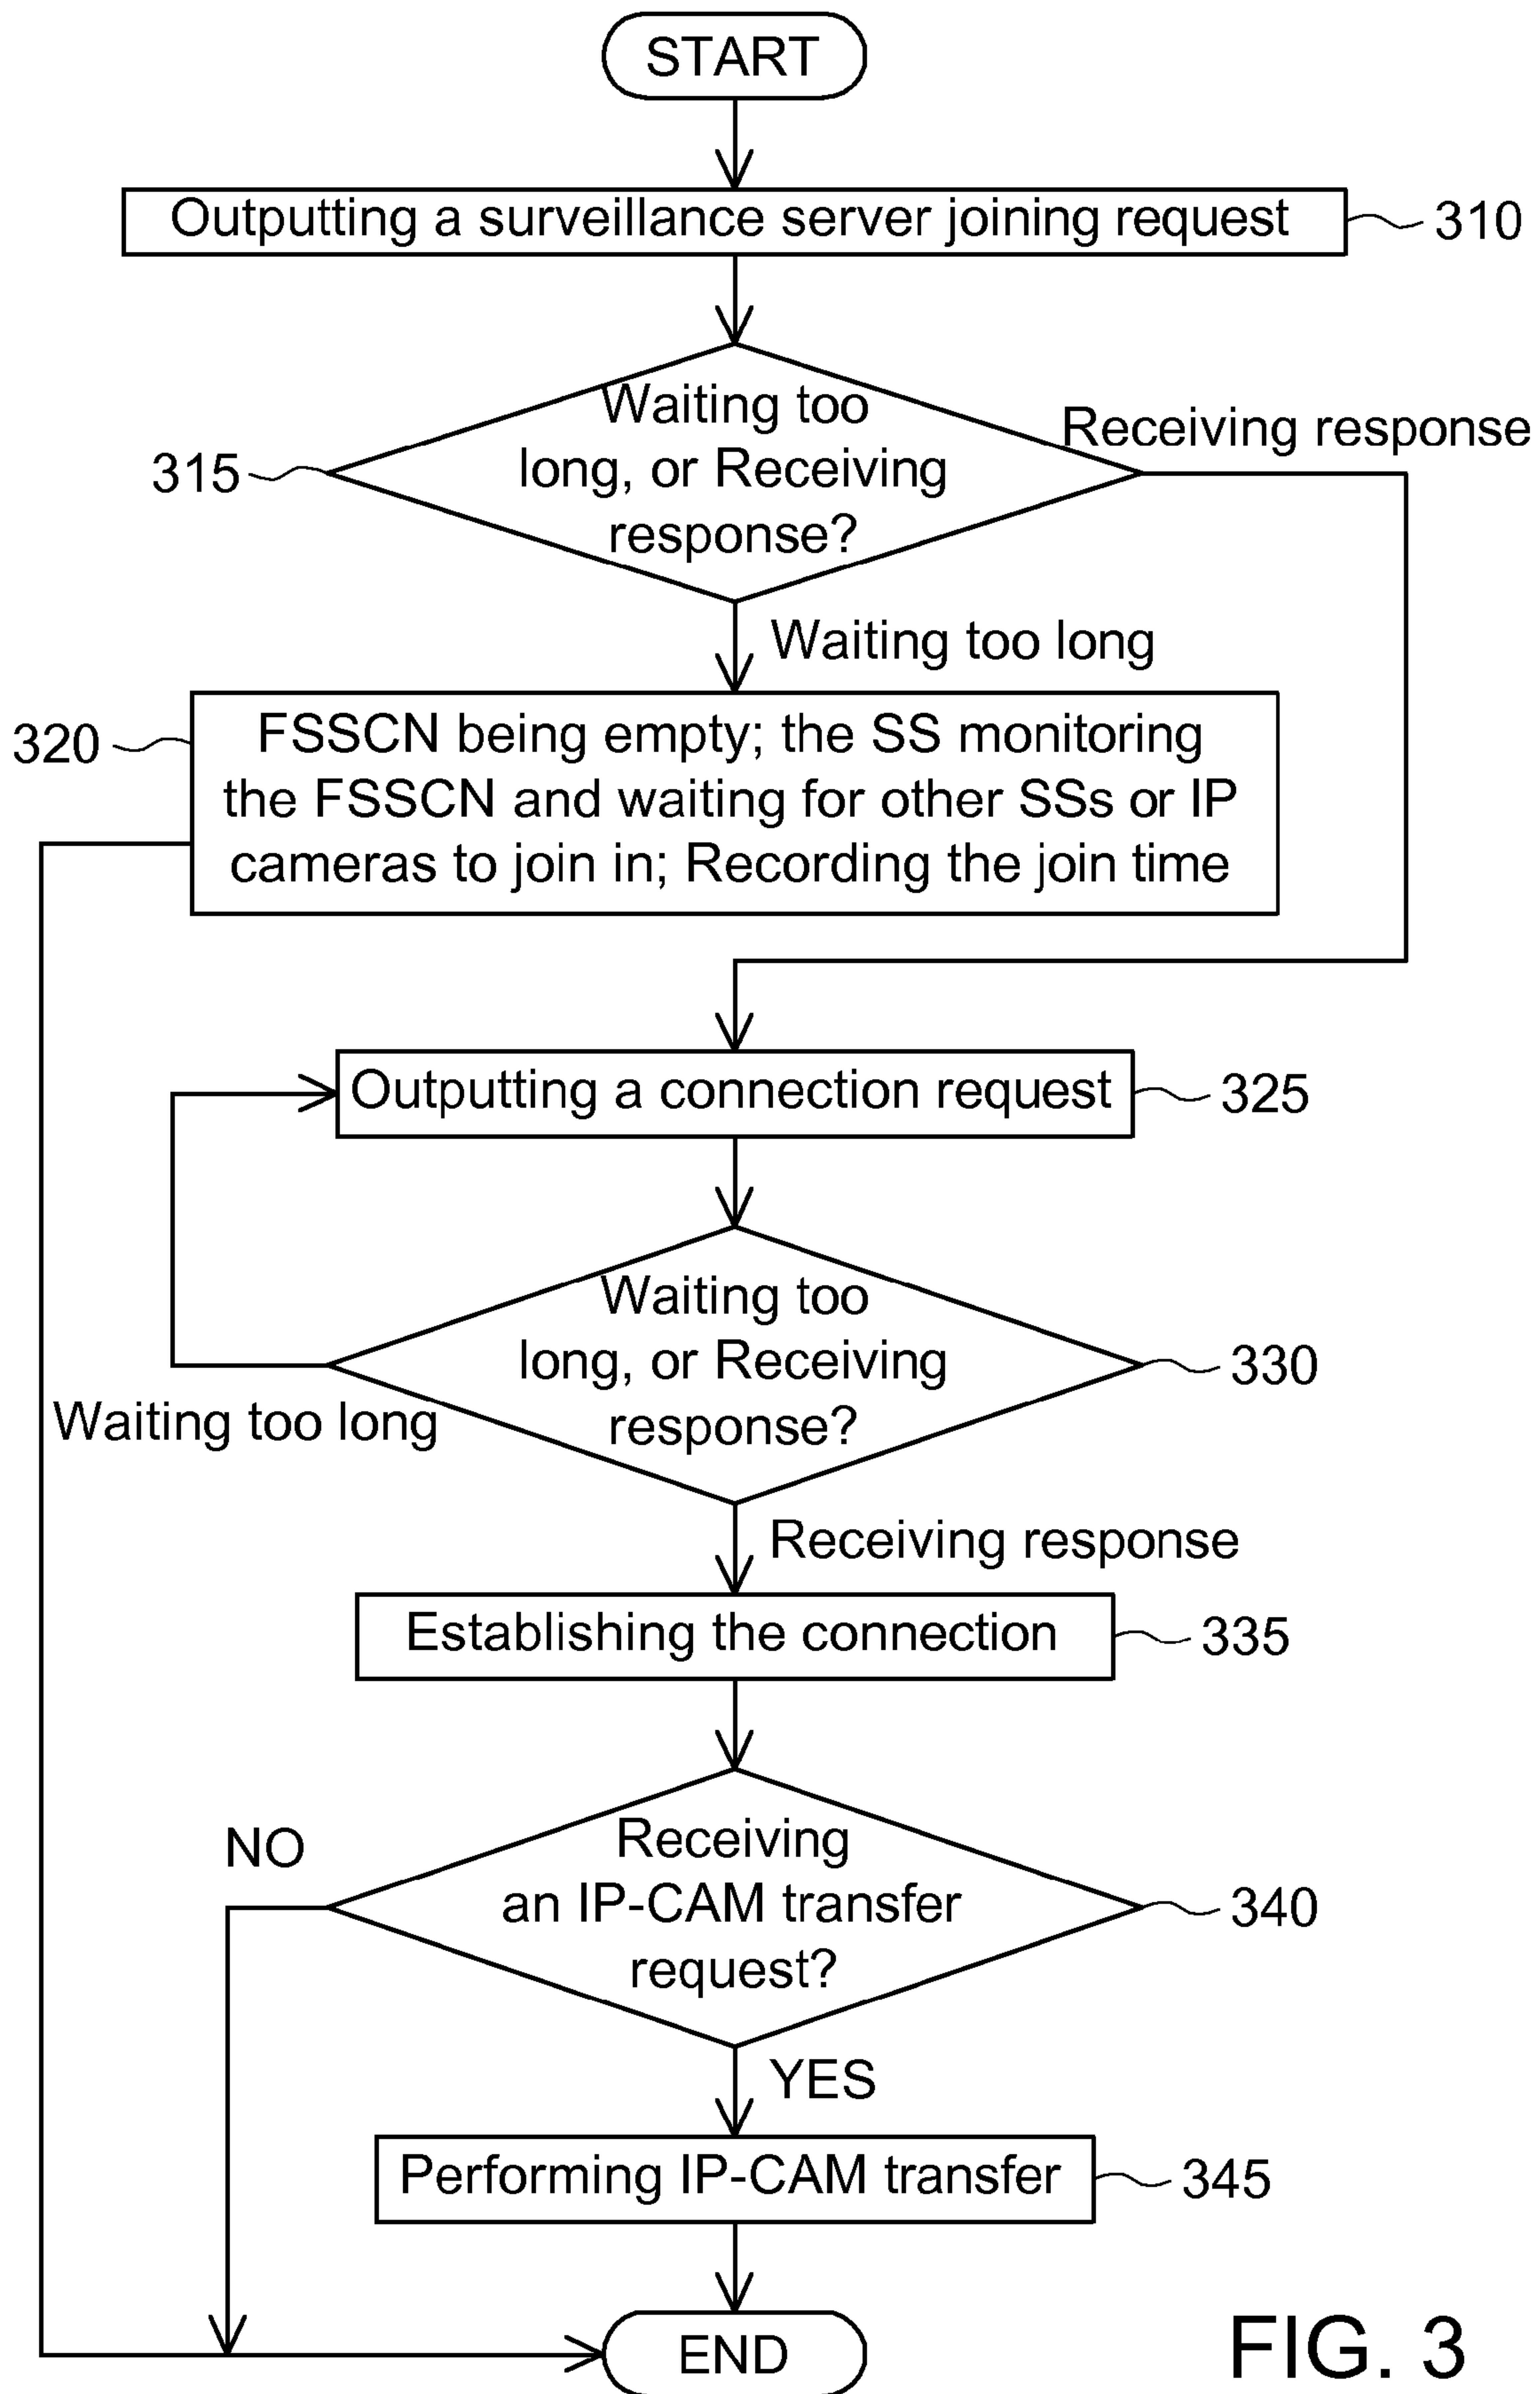 START
Outputting a surveillance server joining request
310
Waiting too
long, or Receiving
response?
Receiving response
315
Waiting too long
320
FSSCN being empty; the SS monitoring
the FSSCN and waiting for other SSs or IP
cameras to join in; Recording the join time
Outputting a connection request
325
Waiting too
long, or Receiving
response?
330
Waiting too long
Receiving response
Establishing the connection
335
NO
Receiving
an IP-CAM transfer
request?
340
YES
Performing IP-CAM transfer
345
END
FIG. 3